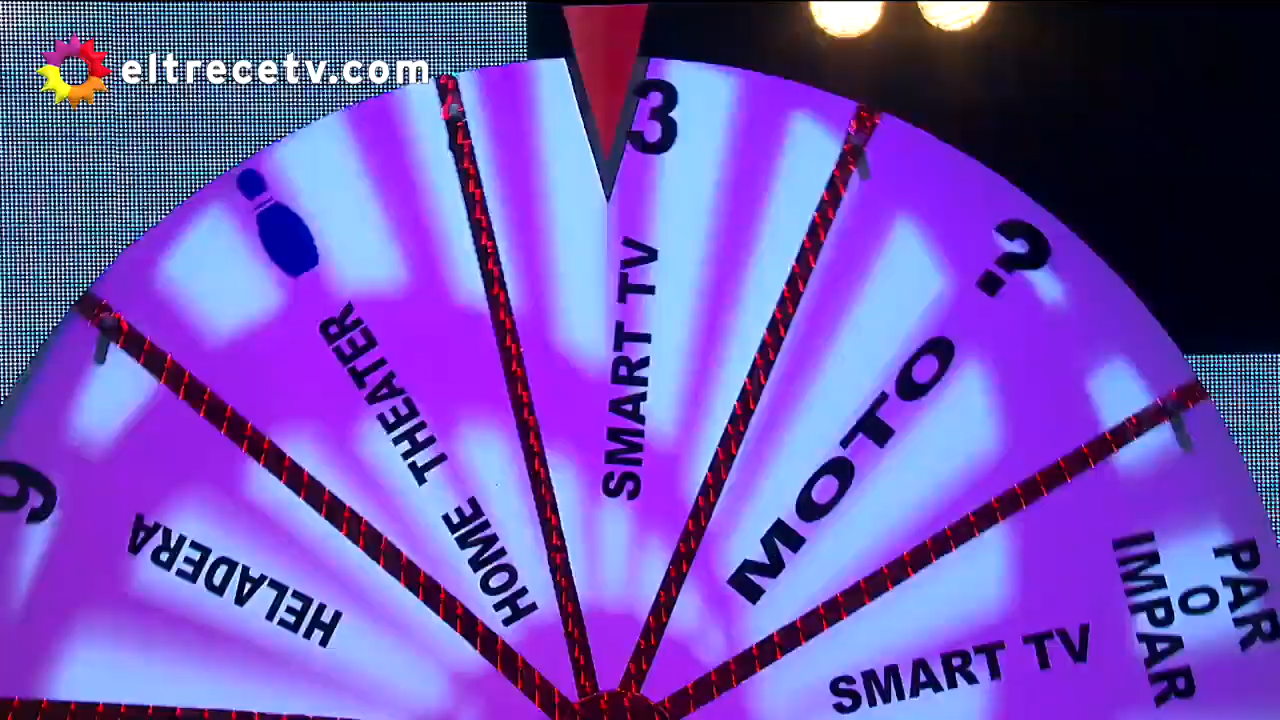 eltrecetv.com
3
SMART TV
?
MOTO
HOME THEATER
6
HELADERA
SMART TV
PAR
O
IMPAR